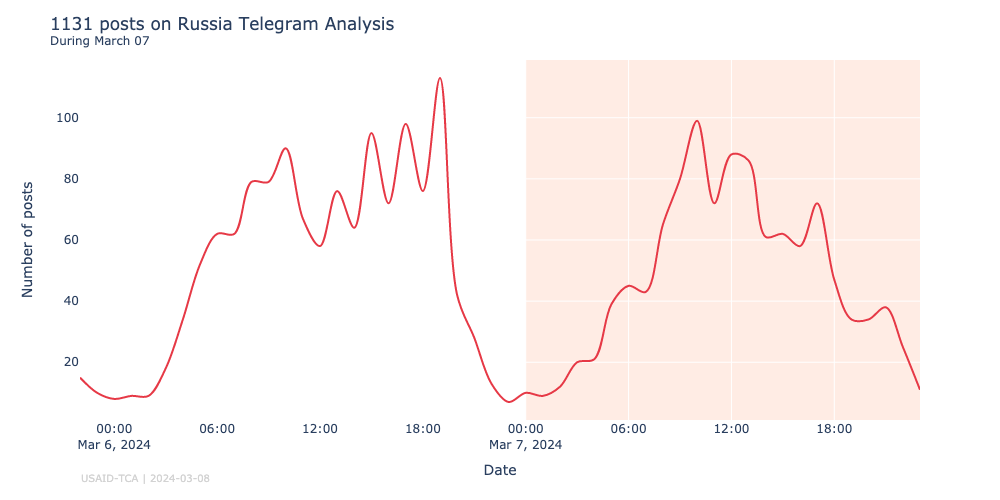 1131 posts on Russia Telegram Analysis
During March 07
Number of posts
100
80
60
40
20
00:00 06:00 12:00 18:00 00:00 06:00 12:00 18:00
Mar 6, 2024 Mar 7, 2024
Date
USAID-TCA | 2024-03-08